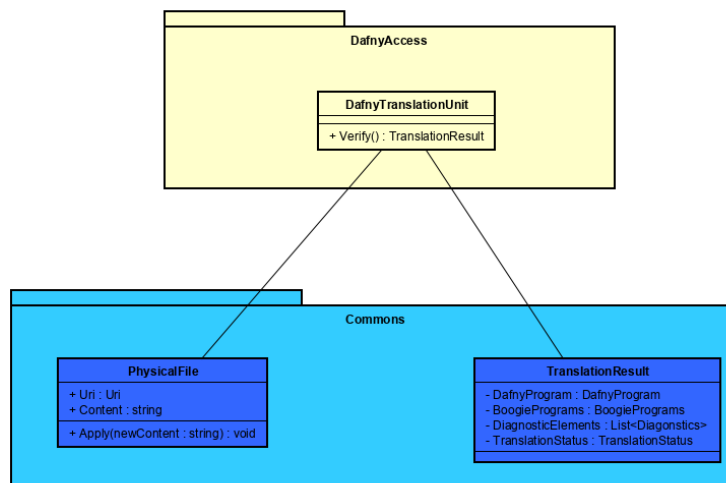 DafnyAccess
DafnyTranslationUnit
+ Verify() : TranslationResult
Commons
PhysicalFile
+ Uri : Uri
+ Content : string
+ Apply(newContent : string) : void
TranslationResult
- DafnyProgram : DafnyProgram
- BoogiePrograms : BoogiePrograms
- DiagnosticElements : List<Diagonstics>
- TranslationStatus : TranslationStatus